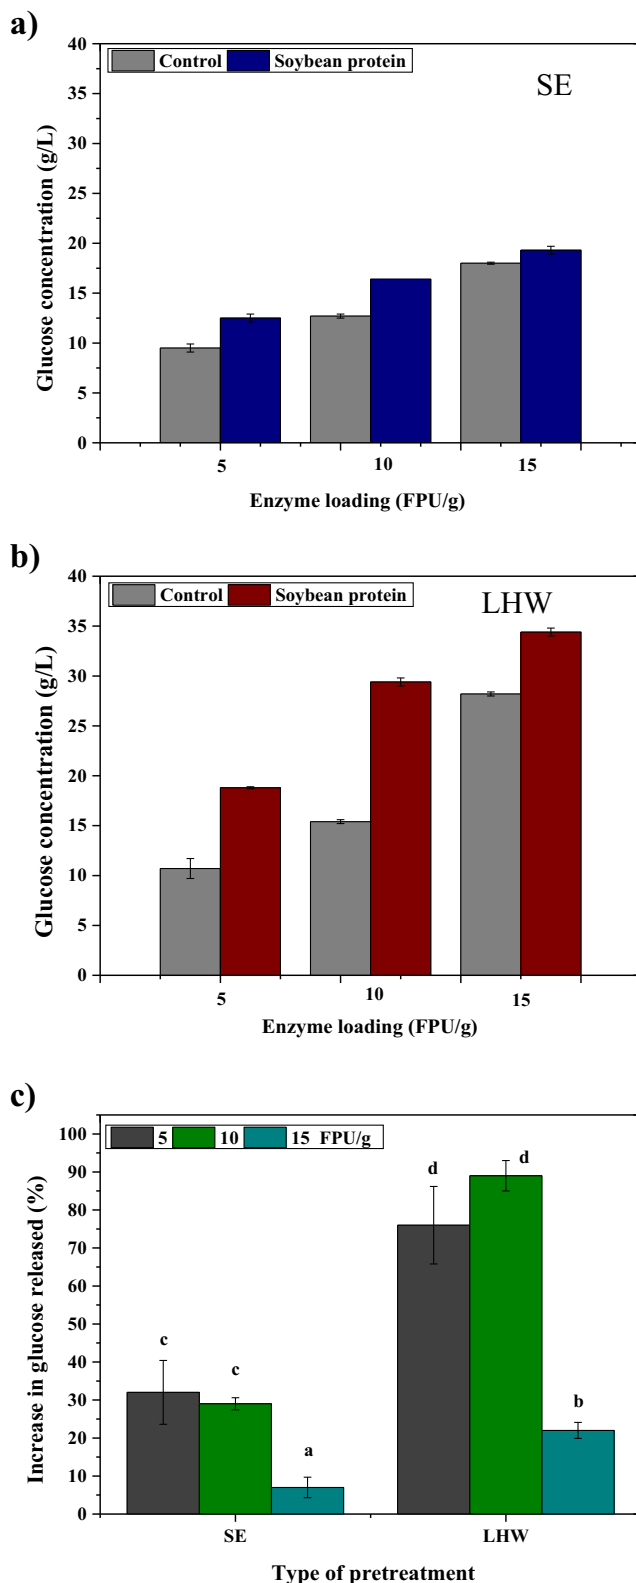 a)
Control Soybean protein
SE
40
35
30
25
20
15
10
5
0
Glucose concentration (g/L)
5 10 15
Enzyme loading (FPU/g)
b)
Control Soybean protein
LHW
40
35
30
25
20
15
10
5
0
Glucose concentration (g/L)
5 10 15
Enzyme loading (FPU/g)
c)
5 10 15 FPU/g
100
90
80
70
60
50
40
30
20
10
0
Increase in glucose released (%)
c c a d d b
SE LHW
Type of pretreatment